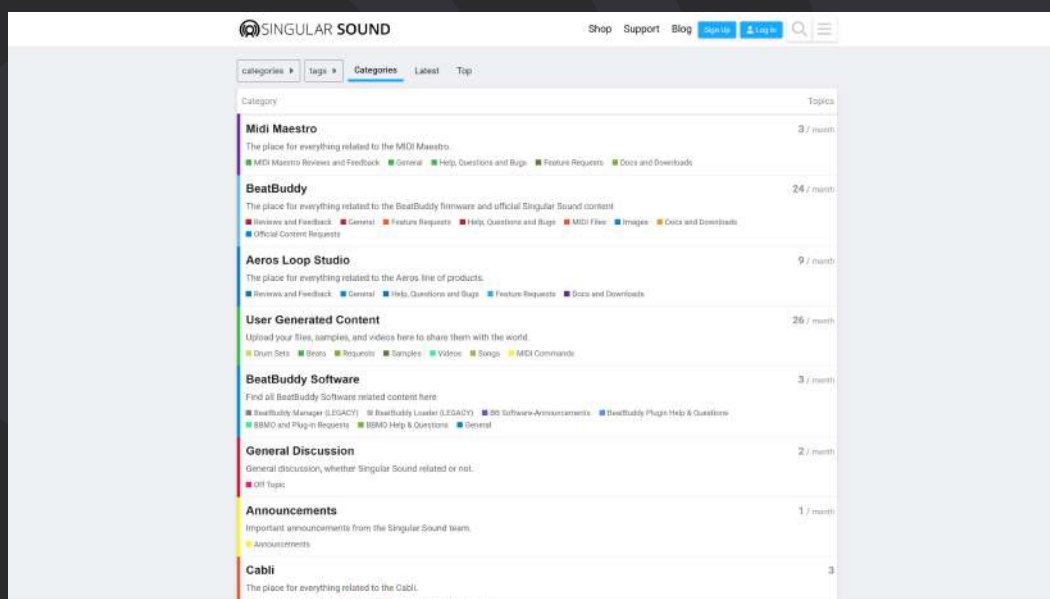 SINGULAR SOUND
Shop Support Blog Sign Up Log In
categories tags Categories Latest Top
Category Topics
Midi Maestro 3 / month
The place for everything related to the MIDI Maestro.
MIDI Maestro Reviews and Feedback General Help, Questions and Bugs Feature Requests Docs and Downloads
BeatBuddy 24 / month
The place for everything related to the BeatBuddy firmware and official Singular Sound content
Reviews and Feedback General Feature Requests Help, Questions and Bugs MIDI Files Images Docs and Downloads
Official Content Requests
Aeros Loop Studio 9 / month
The place for everything related to the Aeros line of products.
Reviews and Feedback General Help, Questions and Bugs Feature Requests Docs and Downloads
User Generated Content 26 / month
Upload your files, samples, and videos here to share them with the world.
Drum Sets Beats Requests Samples Videos Songs MIDI Commands
BeatBuddy Software 3 / month
Find all BeatBuddy Software related content here
BeatBuddy Manager (LEGACY) BeatBuddy Loader (LEGACY) BB Software Announcements BeatBuddy Plugin Help & Questions
BBMO and Plug-in Requests BBMO Help & Questions General
General Discussion 2 / month
General discussion, whether Singular Sound related or not.
Off Topic
Announcements 1 / month
Important announcements from the Singular Sound team.
Announcements
Cabli 3
The place for everything related to the Cabli.